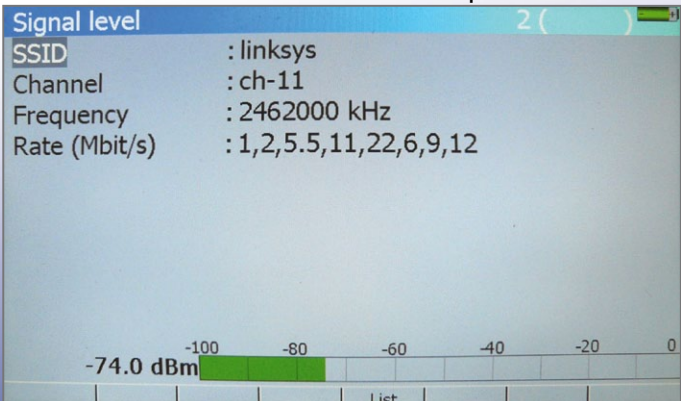 Signal level 2 ( )
SSID : linksys
Channel : ch-11
Frequency : 2462000 kHz
Rate (Mbit/s) : 1,2,5.5,11,22,6,9,12
-100 -80 -60 -40 -20 0
-74.0 dBm
List